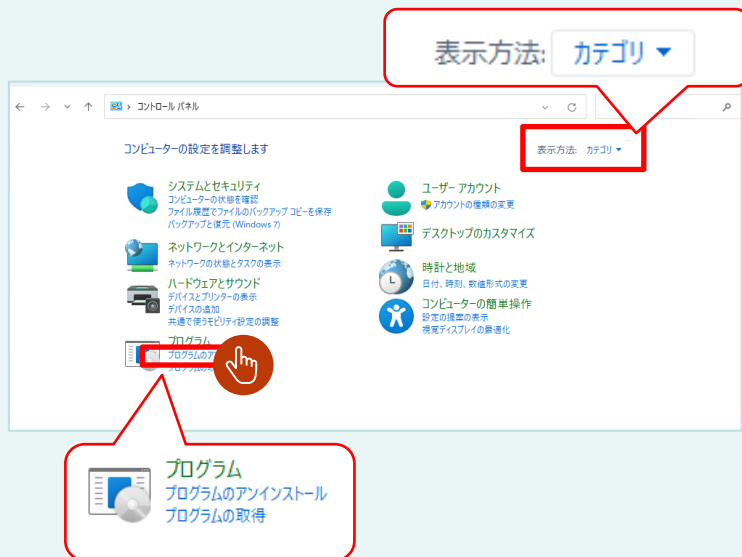 表示方法: カテゴリ
コントロール パネル
コンピューターの設定を調整します
表示方法: カテゴリ
システムとセキュリティ
コンピューターの状態を確認
ファイル履歴でファイルのバックアップ コピーを保存
バックアップと復元 (Windows 7)
ネットワークとインターネット
ネットワークの状態とタスクの表示
ハードウェアとサウンド
デバイスとプリンターの表示
デバイスの追加
共通で使うモビリティ設定の調整
プログラム
ユーザー アカウント
アカウントの種類の変更
デスクトップのカスタマイズ
時計と地域
日付、時刻、数値形式の変更
コンピューターの簡単操作
設定の提案の表示
視覚ディスプレイの最適化
プログラム
プログラムのアンインストール
プログラムの取得